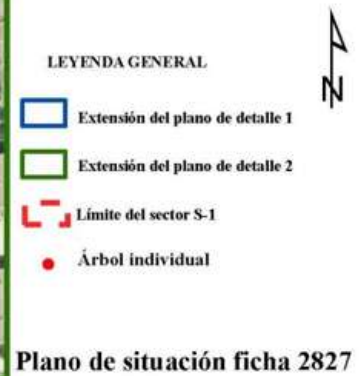 N
LEYENDA GENERAL
Extensión del plano de detalle 1
Extensión del plano de detalle 2
Límite del sector S-1
Árbol individual
Plano de situación ficha 2827